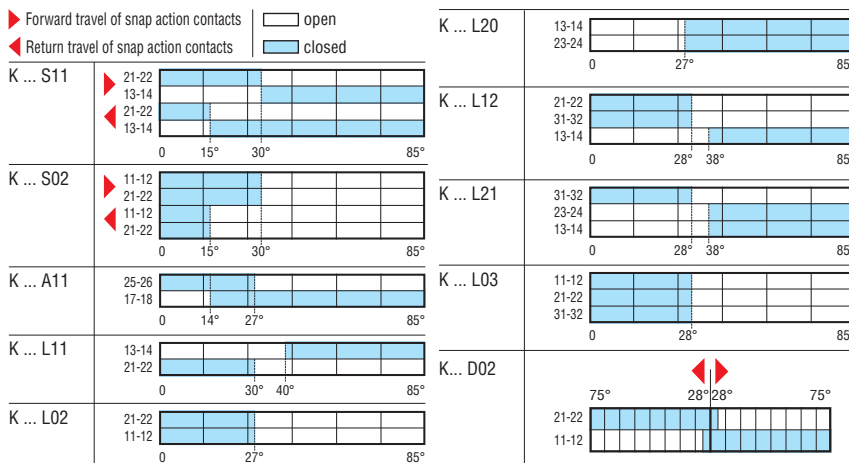 Forward travel of snap action contacts
open
Return travel of snap action contacts
closed
K ... S11
21-22
13-14
21-22
13-14
0 15° 30° 85°
K ... S02
11-12
21-22
11-12
21-22
0 15° 30° 85°
K ... A11
25-26
17-18
0 14° 27° 85°
K ... L11
13-14
21-22
0 30° 40° 85°
K ... L02
21-22
11-12
0 27° 85°
K ... L20
13-14
23-24
0 27° 85°
K ... L12
21-22
31-32
13-14
0 28° 38° 85°
K ... L21
31-32
23-24
13-14
0 28° 38° 85°
K ... L03
11-12
21-22
31-32
0 28° 85°
K... D02
75° 28° 28° 75°
21-22
11-12